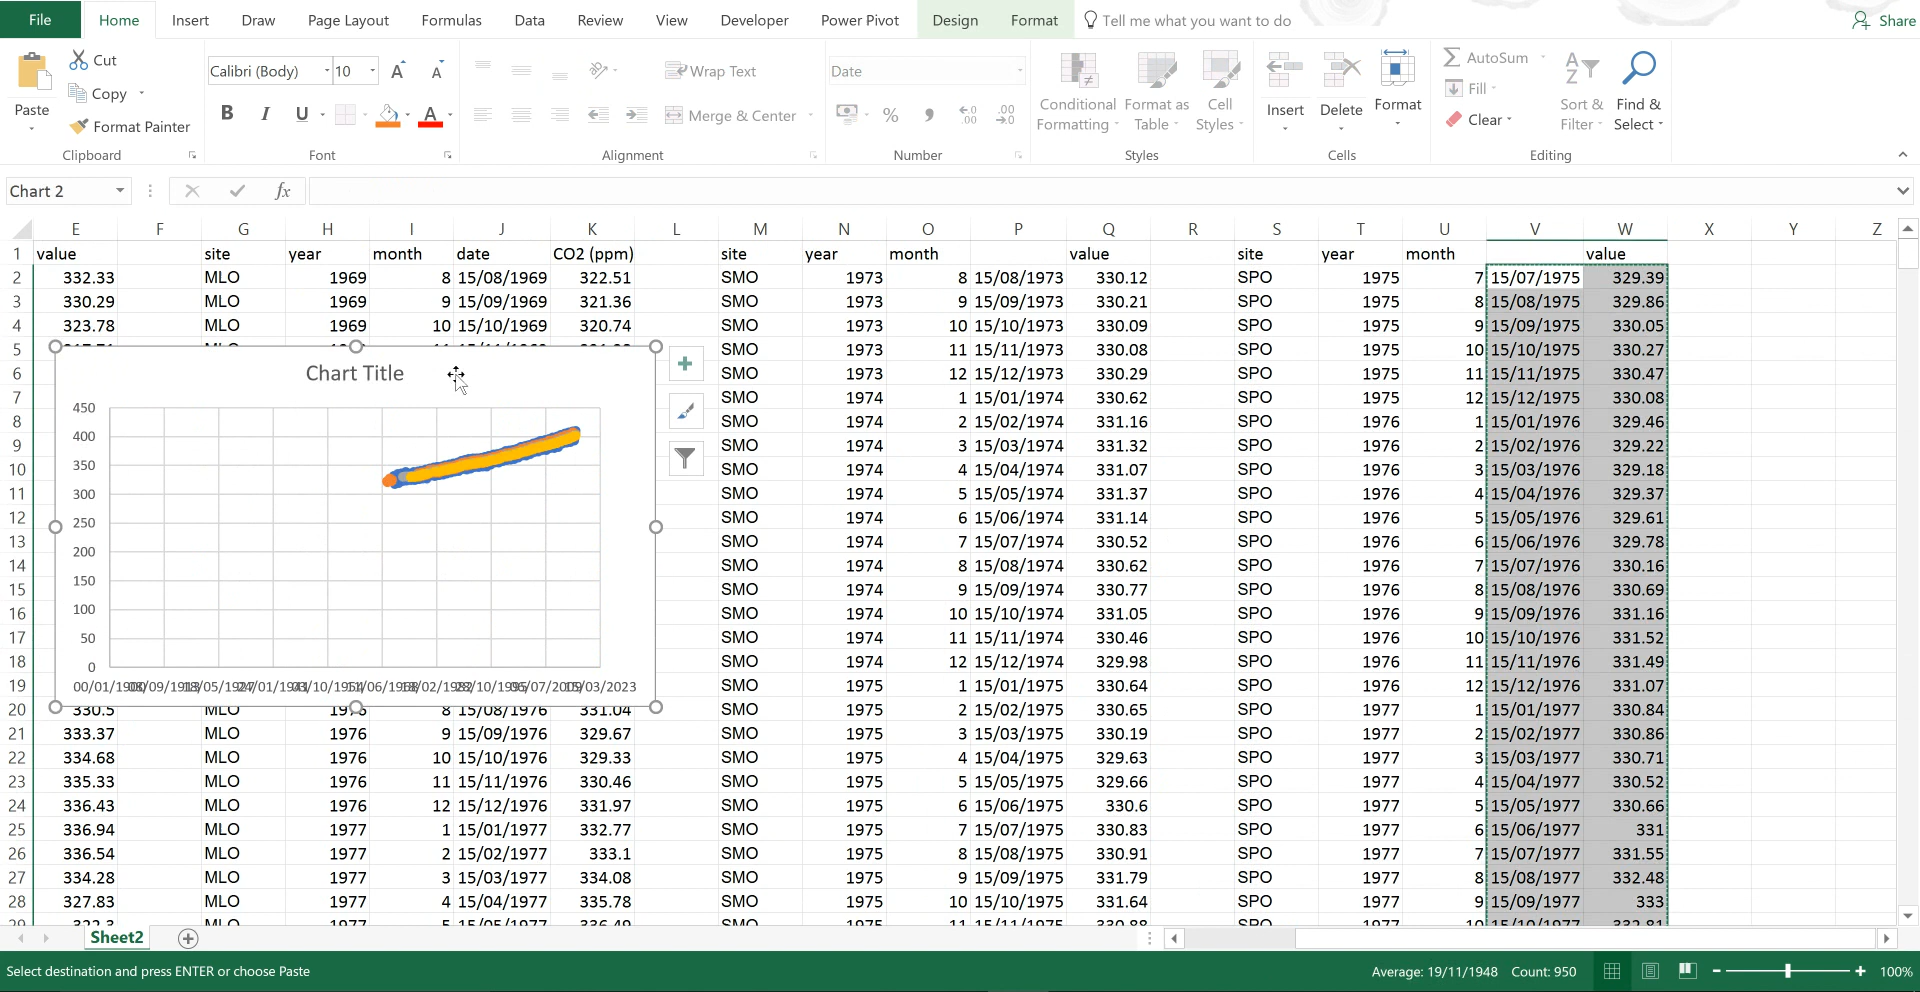 File Home Insert Draw Page Layout Formulas Data Review View Developer Power Pivot Design Format Tell me what you want to do Share
Cut
Calibri (Body) 10 A A Wrap Text Date AutoSum
Paste Copy Conditional Formatting Format as Table Cell Styles Insert Delete Format Fill Sort & Filter Find & Select
Format Painter B I U A Merge & Center % , Clear
Clipboard Font Alignment Number Styles Cells Editing
Chart 2 fx
E F G H I J K L M N O P Q R S T U V W X Y Z
1 value site year month date CO2 (ppm) site year month value site year month value
2 332.33 MLO 1969 8 15/08/1969 322.51 SMO 1973 8 15/08/1973 330.12 SPO 1975 7 15/07/1975 329.39
3 330.29 MLO 1969 9 15/09/1969 321.36 SMO 1973 9 15/09/1973 330.21 SPO 1975 8 15/08/1975 329.86
4 323.78 MLO 1969 10 15/10/1969 320.74 SMO 1973 10 15/10/1973 330.09 SPO 1975 9 15/09/1975 330.05
5 SMO 1973 11 15/11/1973 330.08 SPO 1975 10 15/10/1975 330.27
6 SMO 1973 12 15/12/1973 330.29 SPO 1975 11 15/11/1975 330.47
7 SMO 1974 1 15/01/1974 330.62 SPO 1975 12 15/12/1975 330.08
8 SMO 1974 2 15/02/1974 331.16 SPO 1976 1 15/01/1976 329.46
9 SMO 1974 3 15/03/1974 331.32 SPO 1976 2 15/02/1976 329.22
10 SMO 1974 4 15/04/1974 331.07 SPO 1976 3 15/03/1976 329.18
11 SMO 1974 5 15/05/1974 331.37 SPO 1976 4 15/04/1976 329.37
12 SMO 1974 6 15/06/1974 331.14 SPO 1976 5 15/05/1976 329.61
13 SMO 1974 7 15/07/1974 330.52 SPO 1976 6 15/06/1976 329.78
14 SMO 1974 8 15/08/1974 330.62 SPO 1976 7 15/07/1976 330.16
15 SMO 1974 9 15/09/1974 330.77 SPO 1976 8 15/08/1976 330.69
16 SMO 1974 10 15/10/1974 331.05 SPO 1976 9 15/09/1976 331.16
17 SMO 1974 11 15/11/1974 330.46 SPO 1976 10 15/10/1976 331.52
18 SMO 1974 12 15/12/1974 329.98 SPO 1976 11 15/11/1976 331.49
19 SMO 1975 1 15/01/1975 330.64 SPO 1976 12 15/12/1976 331.07
20 330.5 MLO 1976 8 15/08/1976 331.04 SMO 1975 2 15/02/1975 330.65 SPO 1977 1 15/01/1977 330.84
21 333.37 MLO 1976 9 15/09/1976 329.67 SMO 1975 3 15/03/1975 330.19 SPO 1977 2 15/02/1977 330.86
22 334.68 MLO 1976 10 15/10/1976 329.33 SMO 1975 4 15/04/1975 329.63 SPO 1977 3 15/03/1977 330.71
23 335.33 MLO 1976 11 15/11/1976 330.46 SMO 1975 5 15/05/1975 329.66 SPO 1977 4 15/04/1977 330.52
24 336.43 MLO 1976 12 15/12/1976 331.97 SMO 1975 6 15/06/1975 330.6 SPO 1977 5 15/05/1977 330.66
25 336.94 MLO 1977 1 15/01/1977 332.77 SMO 1975 7 15/07/1975 330.83 SPO 1977 6 15/06/1977 331
26 336.54 MLO 1977 2 15/02/1977 333.1 SMO 1975 8 15/08/1975 330.91 SPO 1977 7 15/07/1977 331.55
27 334.28 MLO 1977 3 15/03/1977 334.08 SMO 1975 9 15/09/1975 331.79 SPO 1977 8 15/08/1977 332.48
28 327.83 MLO 1977 4 15/04/1977 335.78 SMO 1975 10 15/10/1975 331.64 SPO 1977 9 15/09/1977 333
Chart Title
450
400
350
300
250
200
150
100
50
0
15/03/2023
Sheet2
Select destination and press ENTER or choose Paste Average: 19/11/1948 Count: 950 100%